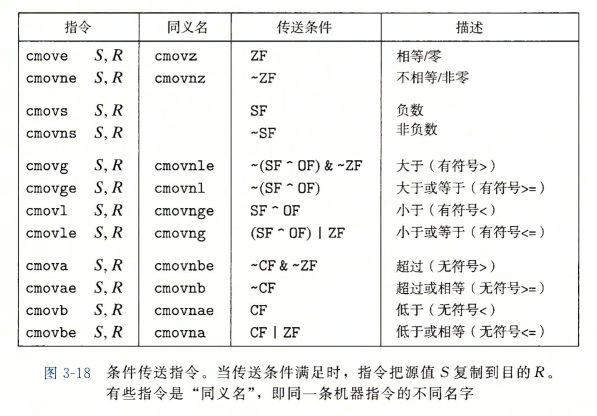 指令 同义名 传送条件 描述
cmove S, R cmovz ZF 相等/零
cmovne S, R cmovnz ~ZF 不相等/非零
cmovs S, R SF 负数
cmovns S, R ~SF 非负数
cmovg S, R cmovnle ~(SF ^ OF) & ~ZF 大于（有符号>）
cmovge S, R cmovnl ~(SF ^ OF) 大于或等于（有符号>=）
cmovl S, R cmovnge SF ^ OF 小于（有符号<）
cmovle S, R cmovng (SF ^ OF) | ZF 小于或等于（有符号<=）
cmova S, R cmovnbe ~CF & ~ZF 超过（无符号>）
cmovae S, R cmovnb ~CF 超过或相等（无符号>=）
cmovb S, R cmovnae CF 低于（无符号<）
cmovbe S, R cmovna CF | ZF 低于或相等（无符号<=）
图 3-18 条件传送指令。当传送条件满足时，指令把源值 S 复制到目的 R。
有些指令是“同义名”，即同一条机器指令的不同名字